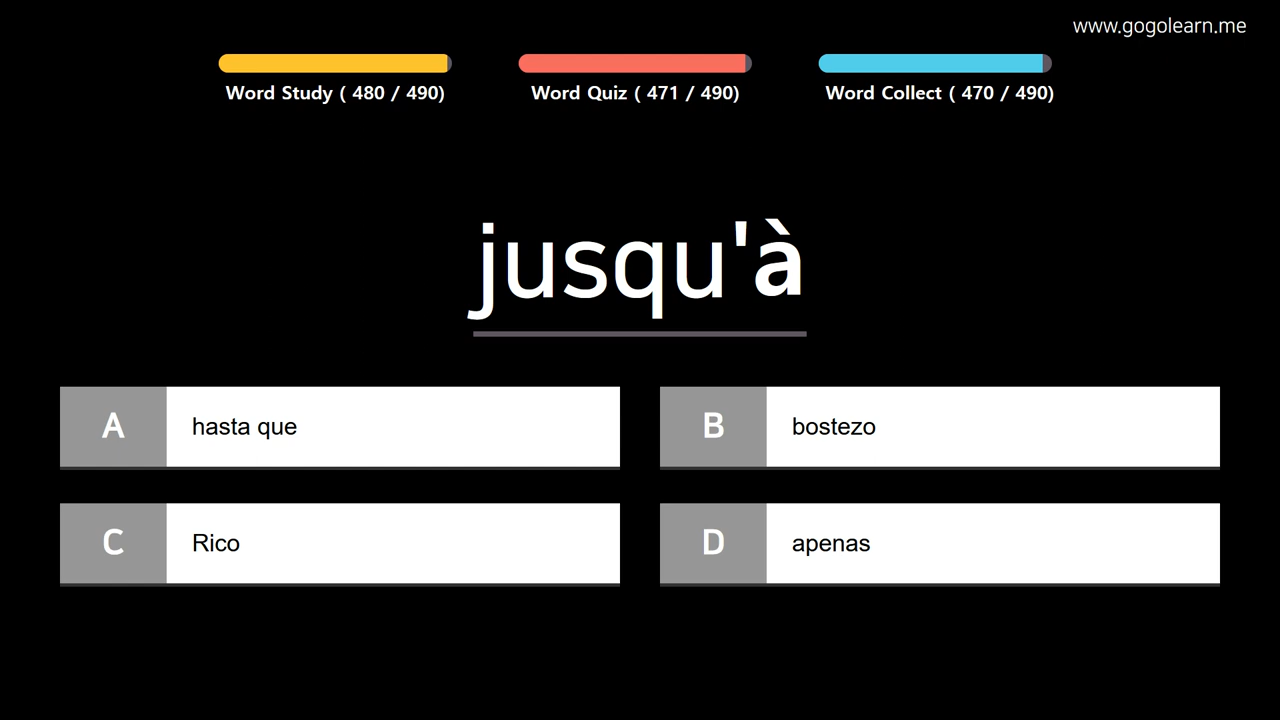 www.gogolearn.me
Word Study ( 480 / 490)
Word Quiz ( 471 / 490)
Word Collect ( 470 / 490)
jusqu'à
A hasta que
B bostezo
C Rico
D apenas